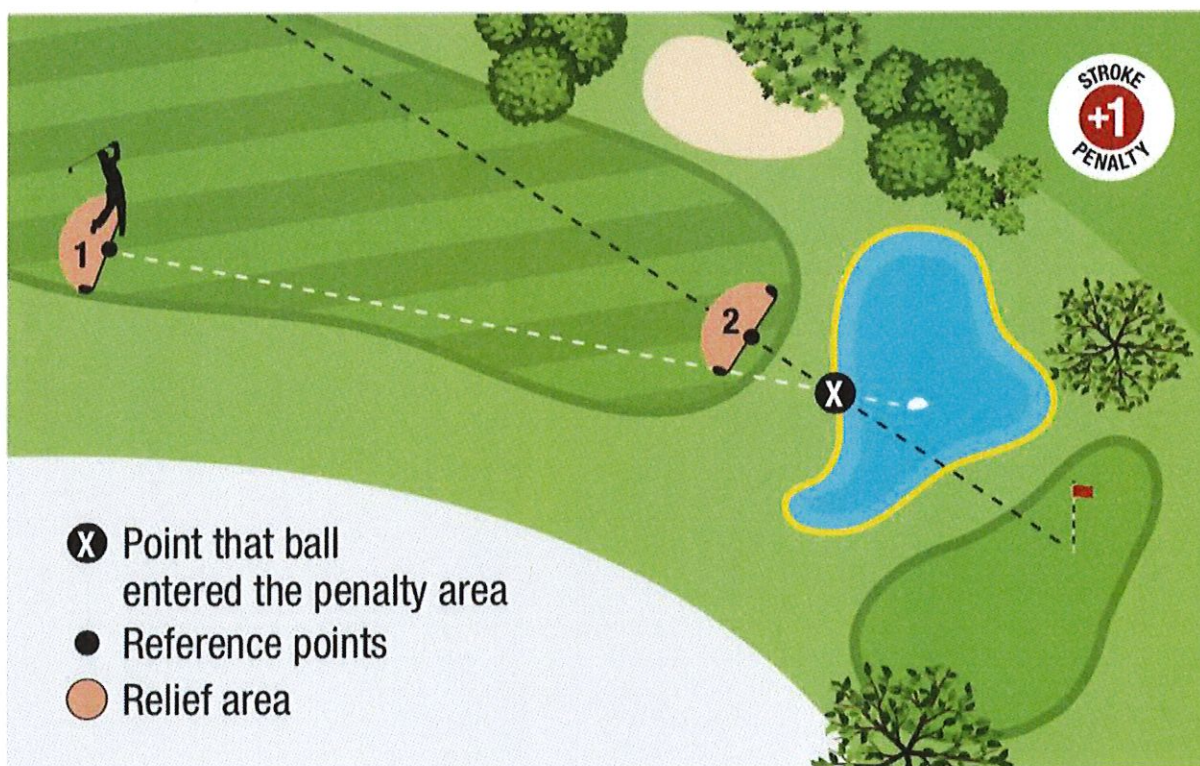 STROKE
+1
PENALTY
1
2
X
X Point that ball
entered the penalty area
Reference points
Relief area